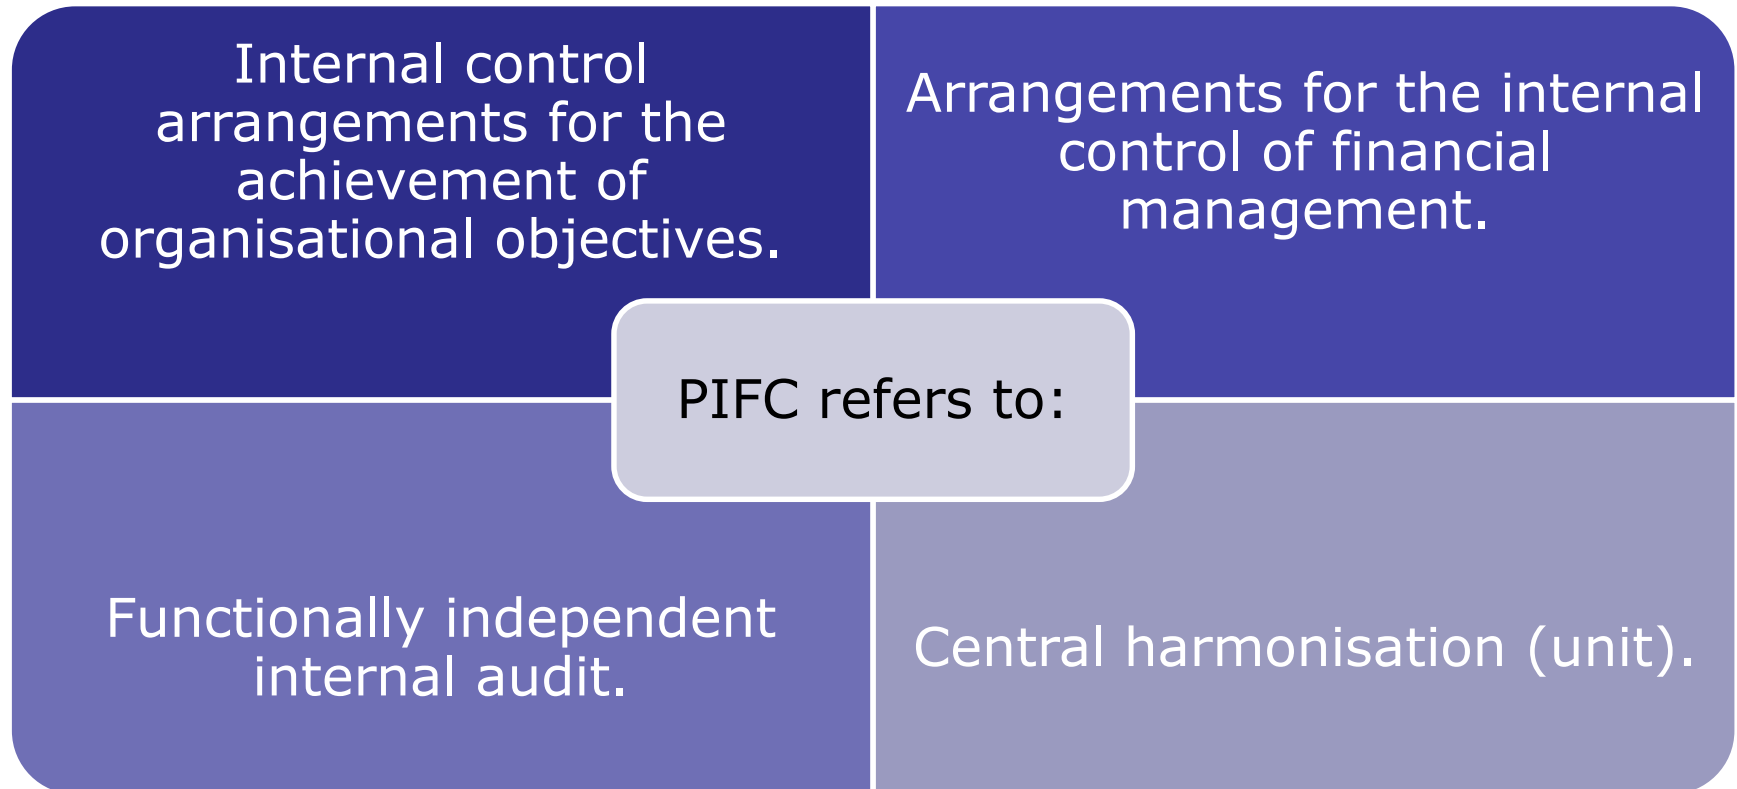 Internal control
arrangements for the
achievement of
organisational objectives.
Arrangements for the internal
control of financial
management.
PIFC refers to:
Functionally independent
internal audit.
Central harmonisation (unit).